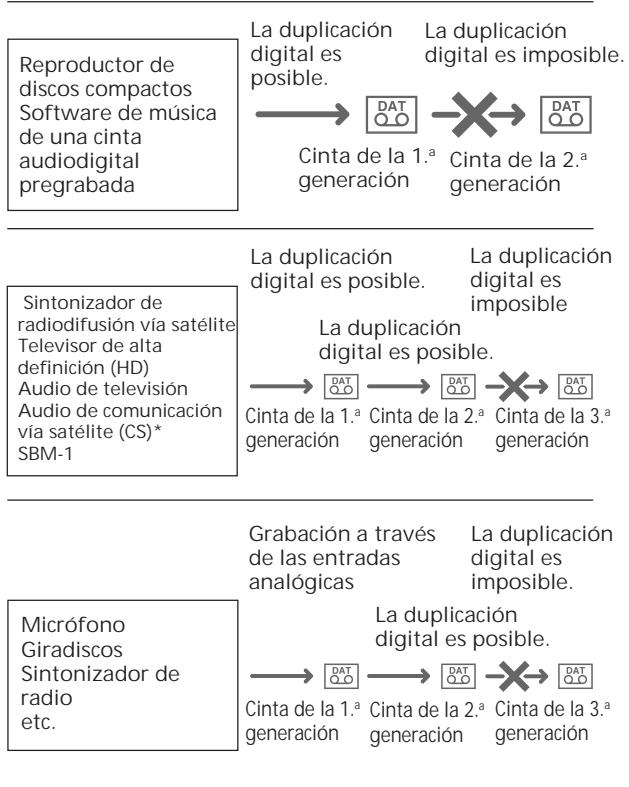 La duplicación
digital es
posible.
La duplicación
digital es imposible.
Reproductor de
discos compactos
Software de música
de una cinta
audiodigital
pregrabada
DAT
DAT
Cinta de la 1.ª
generación
Cinta de la 2.ª
generación
La duplicación
digital es posible.
La duplicación
digital es
imposible
La duplicación
digital es posible.
Sintonizador de
radiodifusión vía satélite
Televisor de alta
definición (HD)
Audio de televisión
Audio de comunicación
vía satélite (CS)*
SBM-1
DAT
DAT
DAT
Cinta de la 1.ª
generación
Cinta de la 2.ª
generación
Cinta de la 3.ª
generación
Grabación a través
de las entradas
analógicas
La duplicación
digital es
imposible.
La duplicación
digital es posible.
Micrófono
Giradiscos
Sintonizador de
radio
etc.
DAT
DAT
DAT
Cinta de la 1.ª
generación
Cinta de la 2.ª
generación
Cinta de la 3.ª
generación